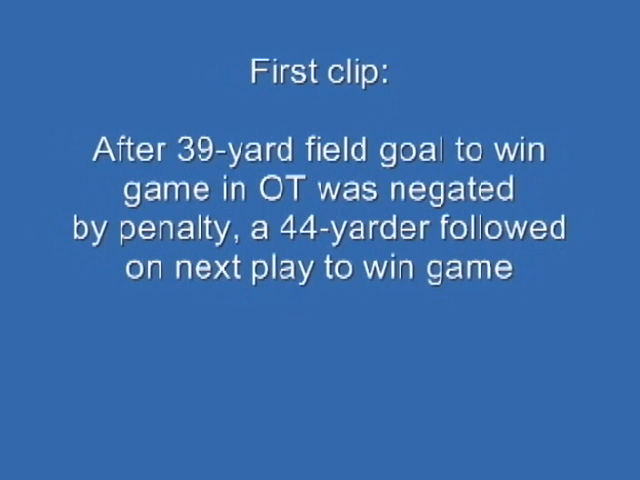 First clip:
After 39-yard field goal to win
game in OT was negated
by penalty, a 44-yarder followed
on next play to win game